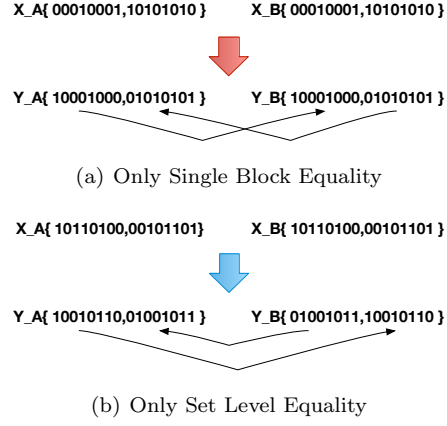 X_A{ 00010001,10101010 } X_B{ 00010001,10101010 }
Y_A{ 10001000,01010101 } Y_B{ 10001000,01010101 }
(a) Only Single Block Equality
X_A{ 10110100,00101101} X_B{ 10110100,00101101 }
Y_A{ 10010110,01001011 } Y_B{ 01001011,10010110 }
(b) Only Set Level Equality